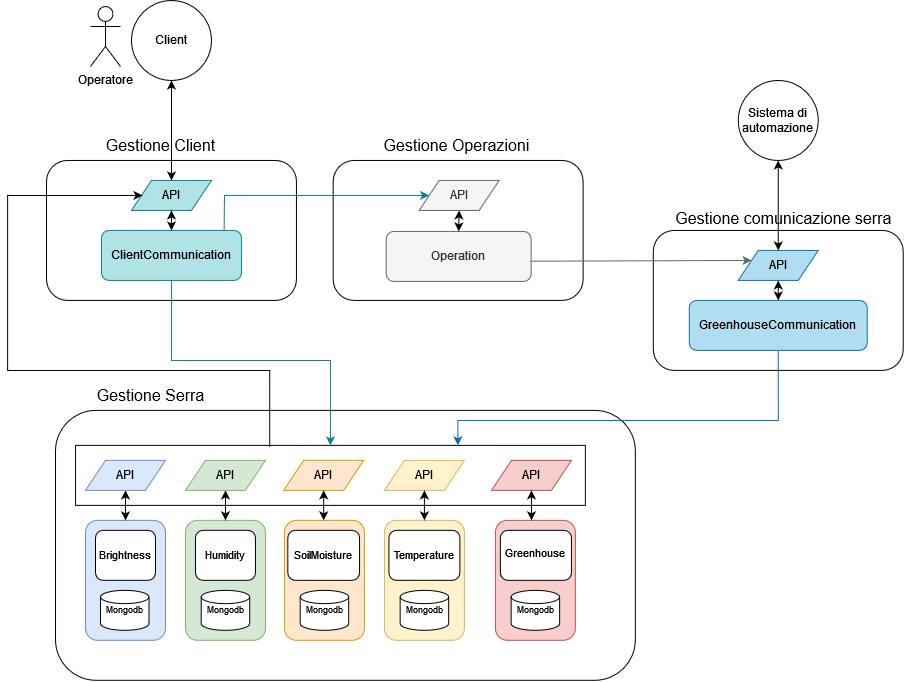 Client
Operatore
Sistema di
automazione
Gestione Client
Gestione Operazioni
API
API
Gestione comunicazione serra
ClientCommunication
Operation
API
GreenhouseCommunication
Gestione Serra
API
API
API
API
API
Brightness
Humidity
SoilMoisture
Temperature
Greenhouse
Mongodb
Mongodb
Mongodb
Mongodb
Mongodb